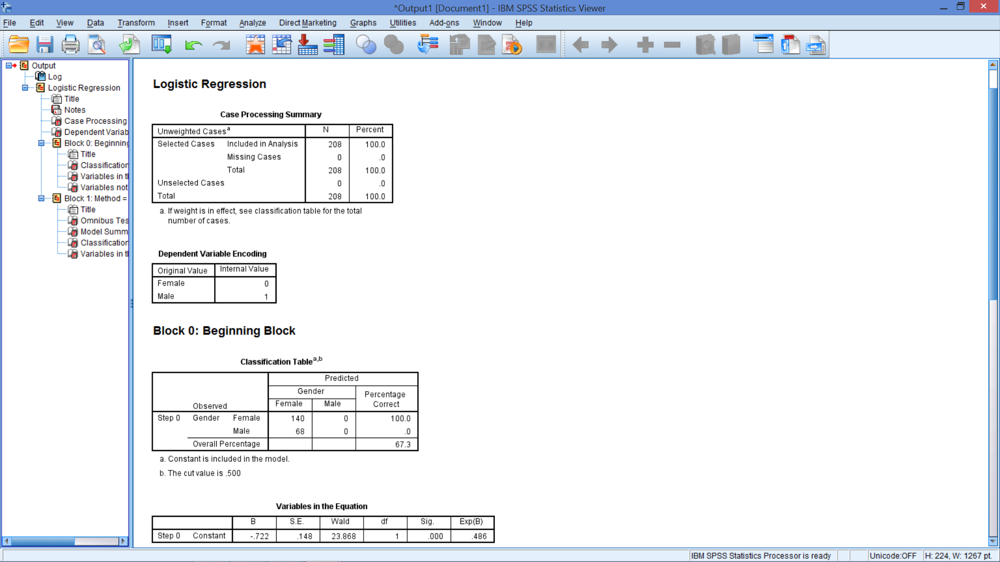 *Output1 [Document1] - IBM SPSS Statistics Viewer
File Edit View Data Transform Insert Format Analyze Direct Marketing Graphs Utilities Add-ons Window Help
Output
Log
Logistic Regression
Title
Notes
Case Processing
Dependent Variab
Block 0: Beginning
Title
Classification
Variables in t
Variables not
Block 1: Method =
Title
Omnibus Tes
Model Summ
Classification
Variables in t
Logistic Regression
Case Processing Summary
Unweighted Casesa N Percent
Selected Cases Included in Analysis 208 100.0
Missing Cases 0 .0
Total 208 100.0
Unselected Cases 0 .0
Total 208 100.0
a. If weight is in effect, see classification table for the total
number of cases.
Dependent Variable Encoding
Original Value Internal Value
Female 0
Male 1
Block 0: Beginning Block
Classification Tablea,b
Predicted
Gender
Percentage
Correct
Observed Female Male
Step 0 Gender Female 140 0 100.0
Male 68 0 .0
Overall Percentage 67.3
a. Constant is included in the model.
b. The cut value is .500
Variables in the Equation
B S.E. Wald df Sig. Exp(B)
Step 0 Constant -.722 .148 23.868 1 .000 .486
IBM SPSS Statistics Processor is ready Unicode:OFF H: 224, W: 1267 pt.